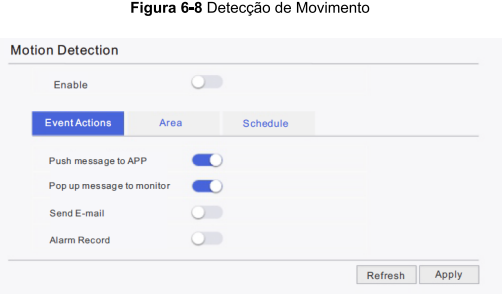 Figura 6-8 Detecção de Movimento
Motion Detection
Enable
Event Actions Area Schedule
Push message to APP
Pop up message to monitor
Send E-mail
Alarm Record
Refresh Apply